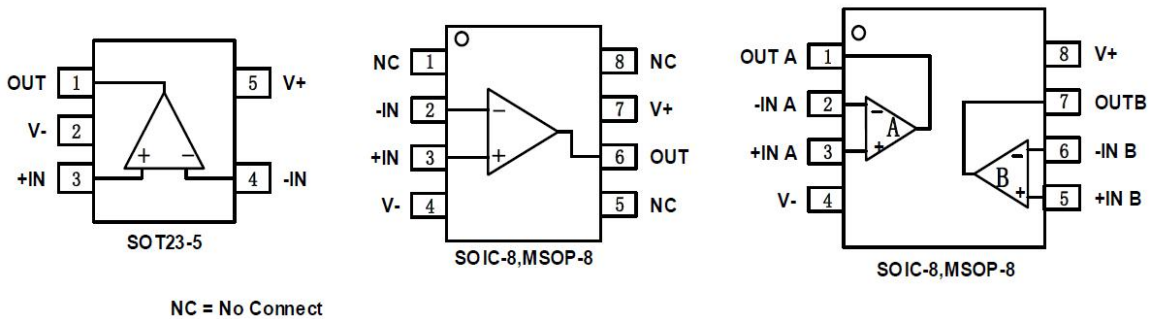 OUT 1 5 V+
V- 2
+IN 3 + - 4 -IN
SOT23-5
NC 1 8 NC
-IN 2 - 7 V+
+IN 3 + 6 OUT
V- 4 5 NC
SOIC-8,MSOP-8
OUT A 1 8 V+
-IN A 2 - A 7 OUTB
+IN A 3 + - 6 -IN B
V- 4 B + 5 +IN B
SOIC-8,MSOP-8
NC = No Connect